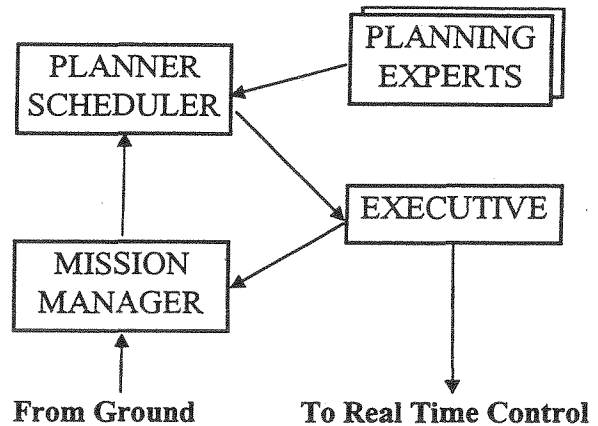 PLANNER
SCHEDULER
PLANNING
EXPERTS
EXECUTIVE
MISSION
MANAGER
From Ground
To Real Time Control